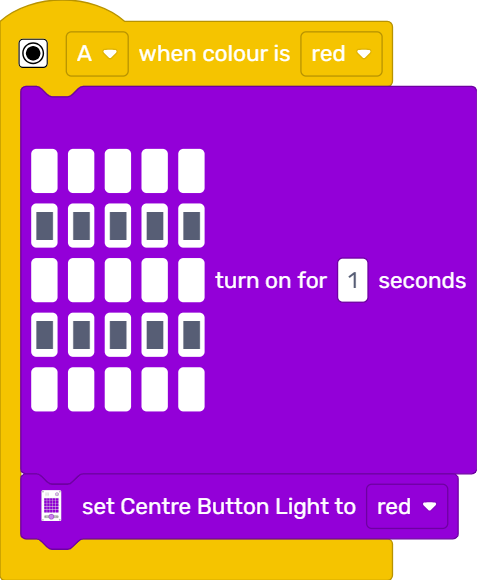 A when colour is red
turn on for 1 seconds
set Centre Button Light to red